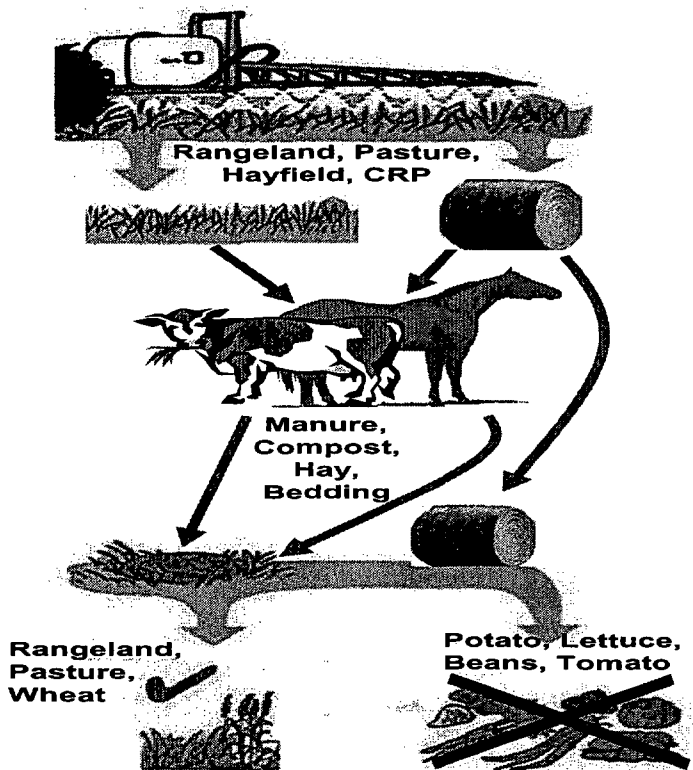 Rangeland, Pasture,
Hayfield, CRP
Manure,
Compost,
Hay,
Bedding
Rangeland,
Pasture,
Wheat
Potato, Lettuce,
Beans, Tomato